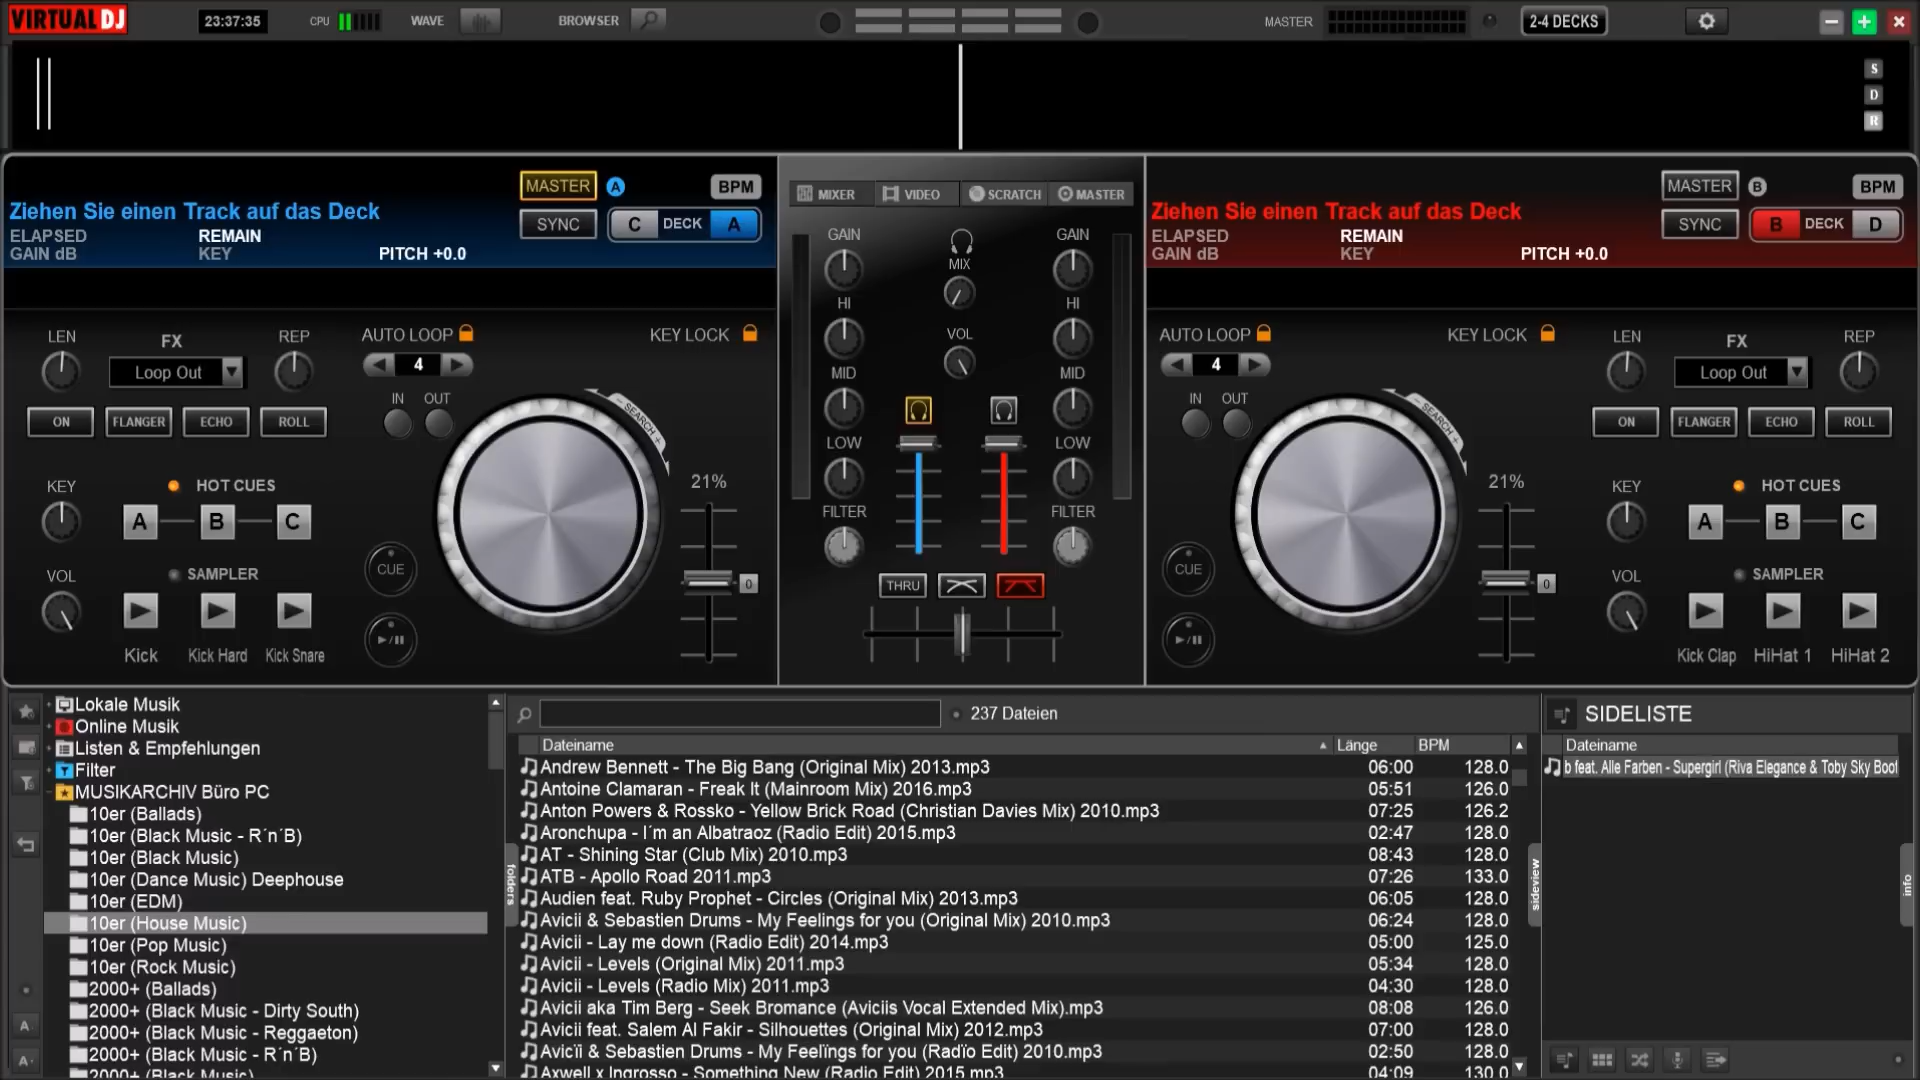 VIRTUAL DJ 23:37:35 CPU WAVE BROWSER MASTER 2-4 DECKS
S
D
R
MASTER A BPM
Ziehen Sie einen Track auf das Deck
SYNC C DECK A
ELAPSED REMAIN
GAIN dB KEY PITCH +0.0
LEN FX REP AUTO LOOP KEY LOCK
Loop Out 4
IN OUT
ON FLANGER ECHO ROLL
- SEARCH +
KEY HOT CUES 21%
A B C
CUE
VOL SAMPLER 0
Kick Kick Hard Kick Snare
MIXER VIDEO SCRATCH MASTER
GAIN MIX GAIN
HI VOL HI
MID MID
LOW LOW
FILTER FILTER
THRU
MASTER B BPM
Ziehen Sie einen Track auf das Deck
SYNC B DECK D
ELAPSED REMAIN
GAIN dB KEY PITCH +0.0
AUTO LOOP KEY LOCK LEN FX REP
4 Loop Out
IN OUT
- SEARCH +
ON FLANGER ECHO ROLL
21% KEY HOT CUES
A B C
CUE
0 VOL SAMPLER
Kick Clap HiHat 1 HiHat 2
Lokale Musik
Online Musik
Listen & Empfehlungen
Filter
MUSIKARCHIV Büro PC
10er (Ballads)
10er (Black Music - R´n´B)
10er (Black Music)
10er (Dance Music) Deephouse
10er (EDM)
10er (House Music)
10er (Pop Music)
10er (Rock Music)
2000+ (Ballads)
2000+ (Black Music - Dirty South)
2000+ (Black Music - Reggaeton)
2000+ (Black Music - R´n´B)
2000+ (Black Music)
folders
237 Dateien
Dateiname Länge BPM
Andrew Bennett - The Big Bang (Original Mix) 2013.mp3 06:00 128.0
Antoine Clamaran - Freak It (Mainroom Mix) 2016.mp3 05:51 126.0
Anton Powers & Rossko - Yellow Brick Road (Christian Davies Mix) 2010.mp3 07:25 126.2
Aronchupa - I´m an Albatraoz (Radio Edit) 2015.mp3 02:47 128.0
AT - Shining Star (Club Mix) 2010.mp3 08:43 128.0
ATB - Apollo Road 2011.mp3 07:26 133.0
Audien feat. Ruby Prophet - Circles (Original Mix) 2013.mp3 06:05 128.0
Avicii & Sebastien Drums - My Feelings for you (Original Mix) 2010.mp3 06:24 128.0
Avicii - Lay me down (Radio Edit) 2014.mp3 05:00 125.0
Avicii - Levels (Original Mix) 2011.mp3 05:34 128.0
Avicii - Levels (Radio Mix) 2011.mp3 04:30 128.0
Avicii aka Tim Berg - Seek Bromance (Aviciis Vocal Extended Mix).mp3 08:08 126.0
Avicii feat. Salem Al Fakir - Silhouettes (Original Mix) 2012.mp3 07:00 128.0
Avicïi & Sebastien Drums - My Feelïngs for you (Radïo Edit) 2010.mp3 02:50 128.0
Axwell x Ingrosso - Something New (Radio Edit) 2015.mp3 04:09 130.0
sideview
SIDELISTE
Dateiname
b feat. Alle Farben - Supergirl (Riva Elegance & Toby Sky Boot
info
A
A